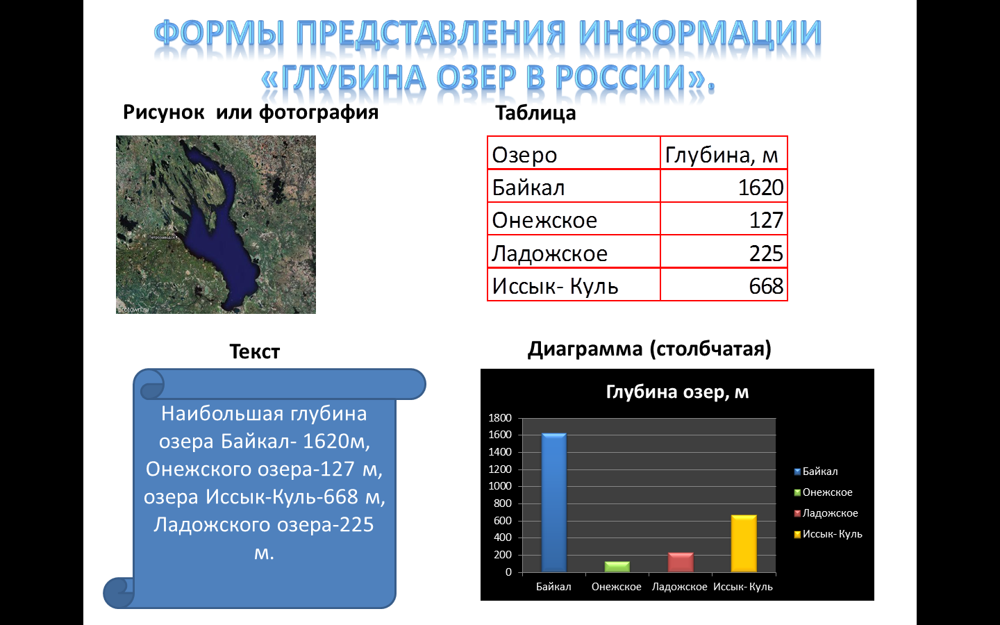 ФОРМЫ ПРЕДСТАВЛЕНИЯ ИНФОРМАЦИИ
«ГЛУБИНА ОЗЕР В РОССИИ».
Рисунок или фотография
Петрозаводск
protown.ru
Таблица
Озеро Глубина, м
Байкал 1620
Онежское 127
Ладожское 225
Иссык- Куль 668
Текст
Наибольшая глубина
озера Байкал- 1620м,
Онежского озера-127 м,
озера Иссык-Куль-668 м,
Ладожского озера-225
м.
Диаграмма (столбчатая)
Глубина озер, м
1800
1600
1400
1200
1000
800
600
400
200
0
Байкал Онежское Ладожское Иссык- Куль
Байкал
Онежское
Ладожское
Иссык- Куль